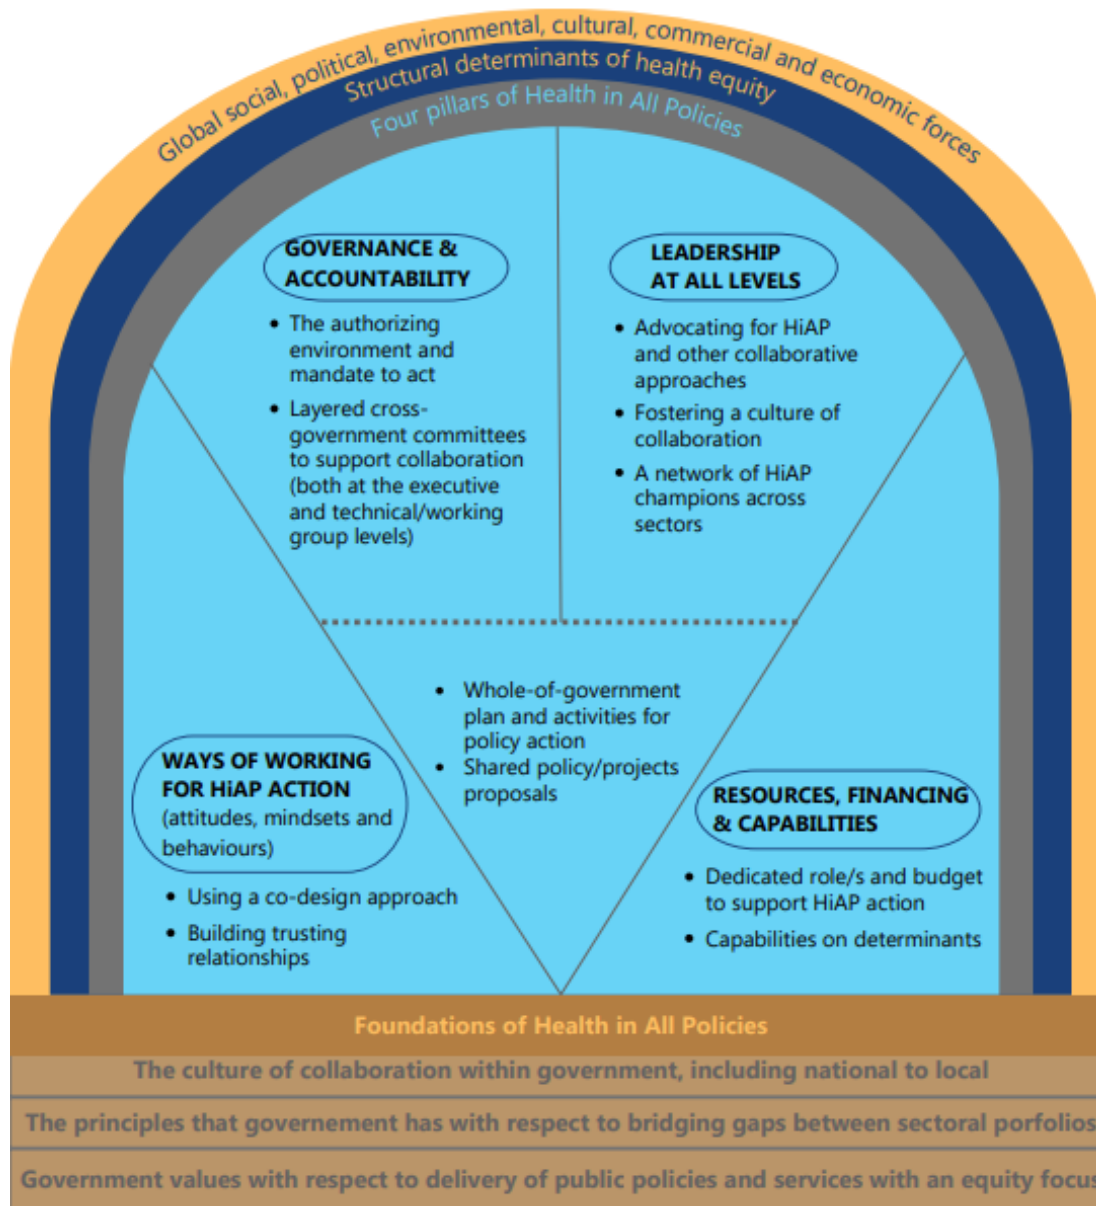 Global social, political, environmental, cultural, commercial and economic forces
Structural determinants of health equity
Four pillars of Health in All Policies
GOVERNANCE &
ACCOUNTABILITY
• The authorizing
environment and
mandate to act
• Layered cross-
government committees
to support collaboration
(both at the executive
and technical/working
group levels)
LEADERSHIP
AT ALL LEVELS
• Advocating for HiAP
and other collaborative
approaches
• Fostering a culture of
collaboration
• A network of HiAP
champions across
sectors
• Whole-of-government
plan and activities for
policy action
• Shared policy/projects
proposals
WAYS OF WORKING
FOR HiAP ACTION
(attitudes, mindsets and
behaviours)
• Using a co-design approach
• Building trusting
relationships
RESOURCES, FINANCING
& CAPABILITIES
• Dedicated role/s and budget
to support HiAP action
• Capabilities on determinants
Foundations of Health in All Policies
The culture of collaboration within government, including national to local
The principles that governement has with respect to bridging gaps between sectoral porfolios
Government values with respect to delivery of public policies and services with an equity focus